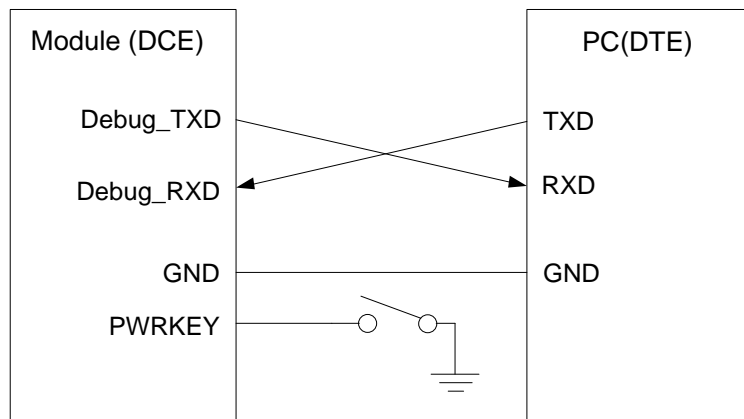 Module (DCE)
PC(DTE)
Debug_TXD
TXD
Debug_RXD
RXD
GND
GND
PWRKEY